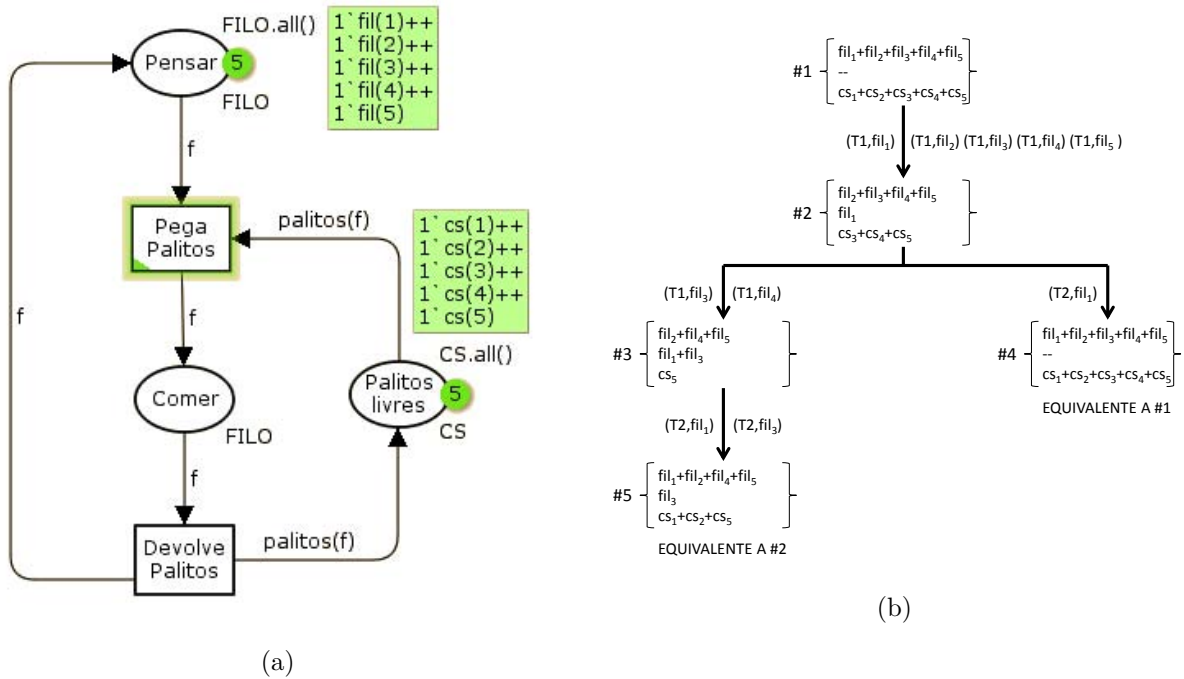 FILO.all()
1`fil(1)++
1`fil(2)++
1`fil(3)++
1`fil(4)++
1`fil(5)
Pensar
5
FILO
f
Pega
Palitos
palitos(f)
1`cs(1)++
1`cs(2)++
1`cs(3)++
1`cs(4)++
1`cs(5)
f
f
CS.all()
Comer
FILO
Palitos
livres
5
CS
f
Devolve
Palitos
palitos(f)
(a)
#1
fil₁+fil₂+fil₃+fil₄+fil₅
--
cs₁+cs₂+cs₃+cs₄+cs₅
(T1,fil₁) (T1,fil₂) (T1,fil₃) (T1,fil₄) (T1,fil₅ )
#2
fil₂+fil₃+fil₄+fil₅
fil₁
cs₃+cs₄+cs₅
(T1,fil₃) (T1,fil₄)
(T2,fil₁)
#3
fil₂+fil₄+fil₅
fil₁+fil₃
cs₅
#4
fil₁+fil₂+fil₃+fil₄+fil₅
--
cs₁+cs₂+cs₃+cs₄+cs₅
EQUIVALENTE A #1
(T2,fil₁) (T2,fil₃)
#5
fil₁+fil₂+fil₄+fil₅
fil₃
cs₁+cs₂+cs₅
EQUIVALENTE A #2
(b)